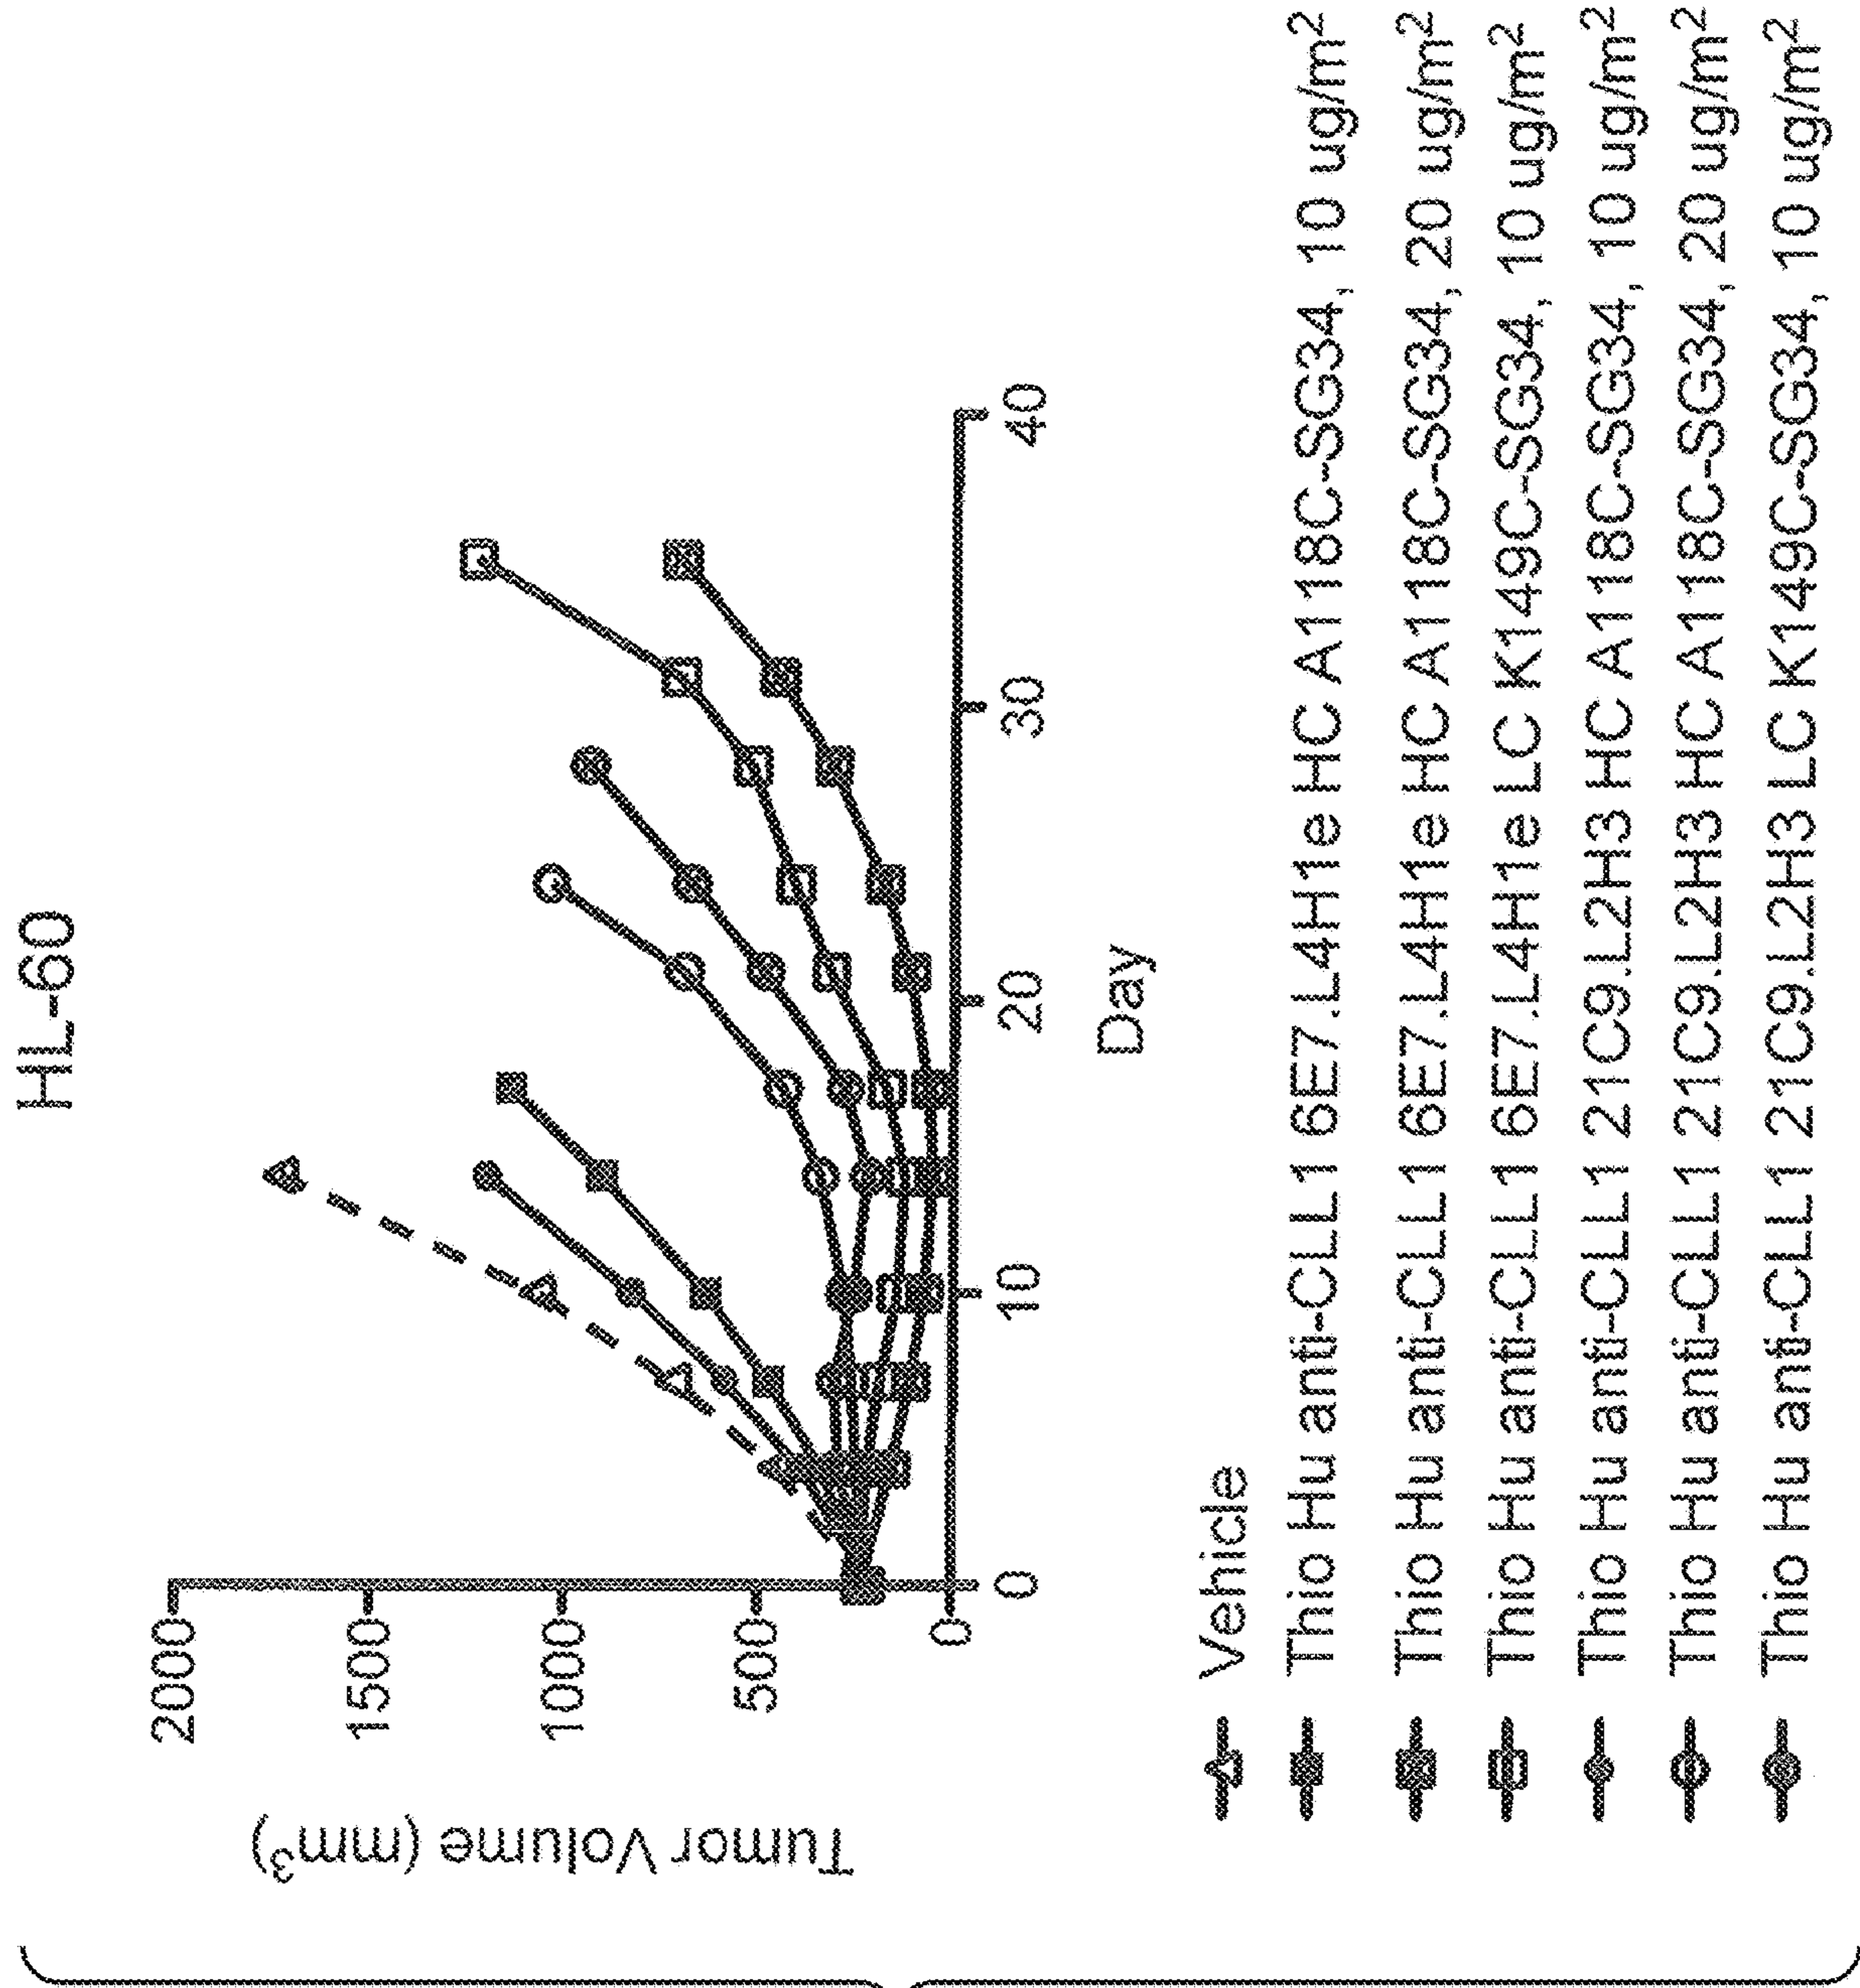 HL-60
Tumor Volume (mm³)
2000
1500
1000
500
0
0
10
20
30
40
Day
Vehicle
Thio Hu anti-CLL1 6E7.L4H1e HC A118C-SG34, 10 ug/m²
Thio Hu anti-CLL1 6E7.L4H1e HC A118C-SG34, 20 ug/m²
Thio Hu anti-CLL1 6E7.L4H1e LC K149C-SG34, 10 ug/m²
Thio Hu anti-CLL1 21C9.L2H3 HC A118C-SG34, 10 ug/m²
Thio Hu anti-CLL1 21C9.L2H3 HC A118C-SG34, 20 ug/m²
Thio Hu anti-CLL1 21C9.L2H3 LC K149C-SG34, 10 ug/m²